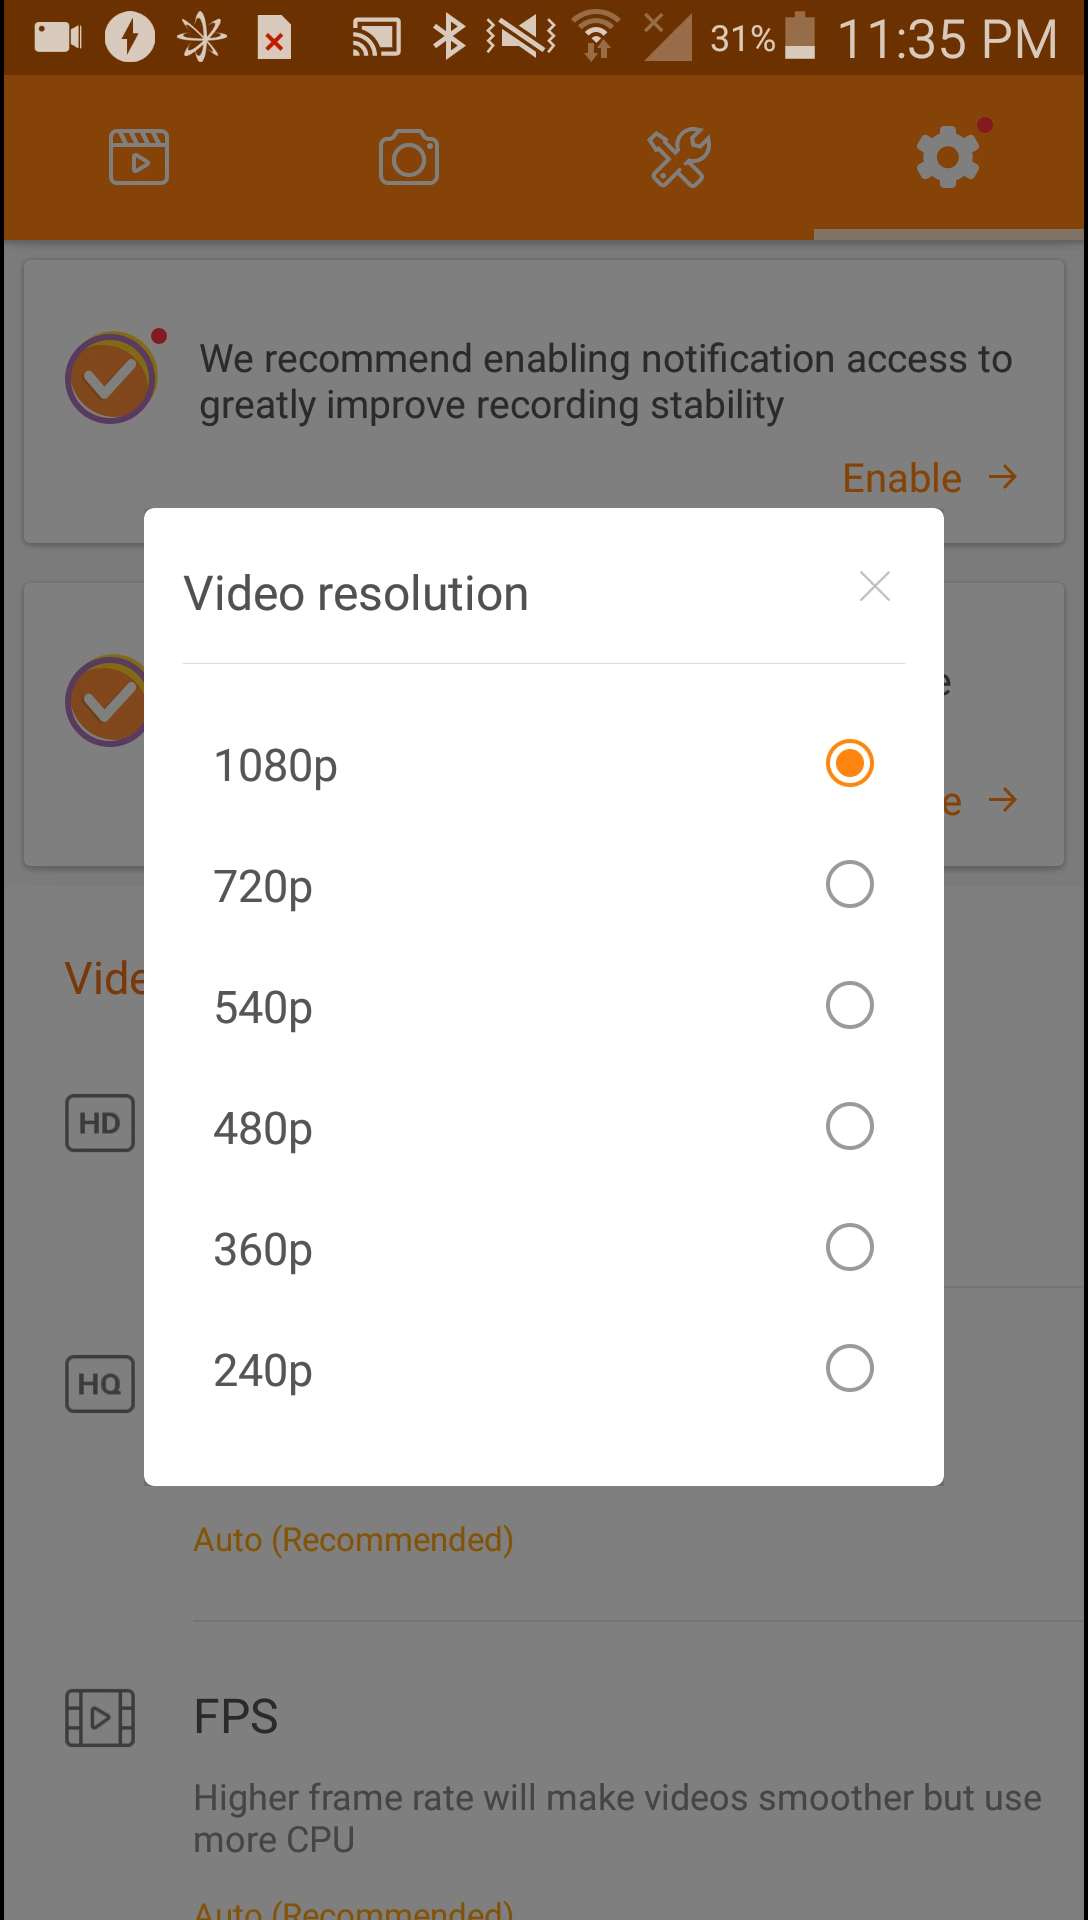 31% 11:35 PM
We recommend enabling notification access to
greatly improve recording stability
Enable
Video resolution
1080p
720p
540p
480p
360p
240p
HD
HQ
Auto (Recommended)
FPS
Higher frame rate will make videos smoother but use
more CPU
Auto (Recommended)